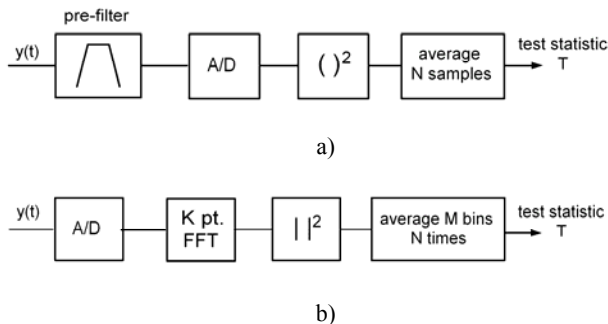 pre-filter
y(t)
A/D
( )²
average
N samples
test statistic
T
a)
y(t)
A/D
K pt.
FFT
| |²
average M bins
N times
test statistic
T
b)